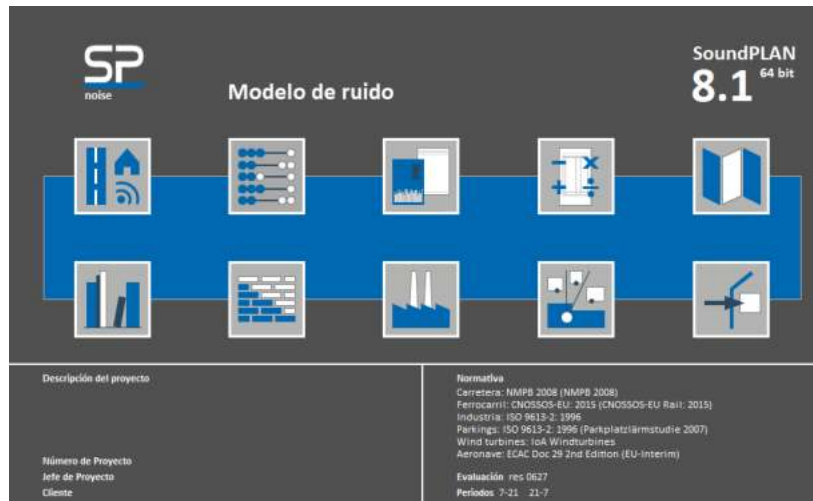 SP
noise
Modelo de ruido
SoundPLAN
8.1 64 bit
Descripción del proyecto
Número de Proyecto
Jefe de Proyecto
Cliente
Normativa
Carretera: NMPB 2008 (NMPB 2008)
Ferrocarril: CNOSSOS-EU: 2015 (CNOSSOS-EU Rail: 2015)
Industria: ISO 9613-2: 1996
Parkings: ISO 9613-2: 1996 (Parkplatzlärmstudie 2007)
Wind turbines: IoA Windturbines
Aeronave: ECAC Doc 29 2nd Edition (EU-Interim)
Evaluación res 0627
Periodos 7-21 21-7